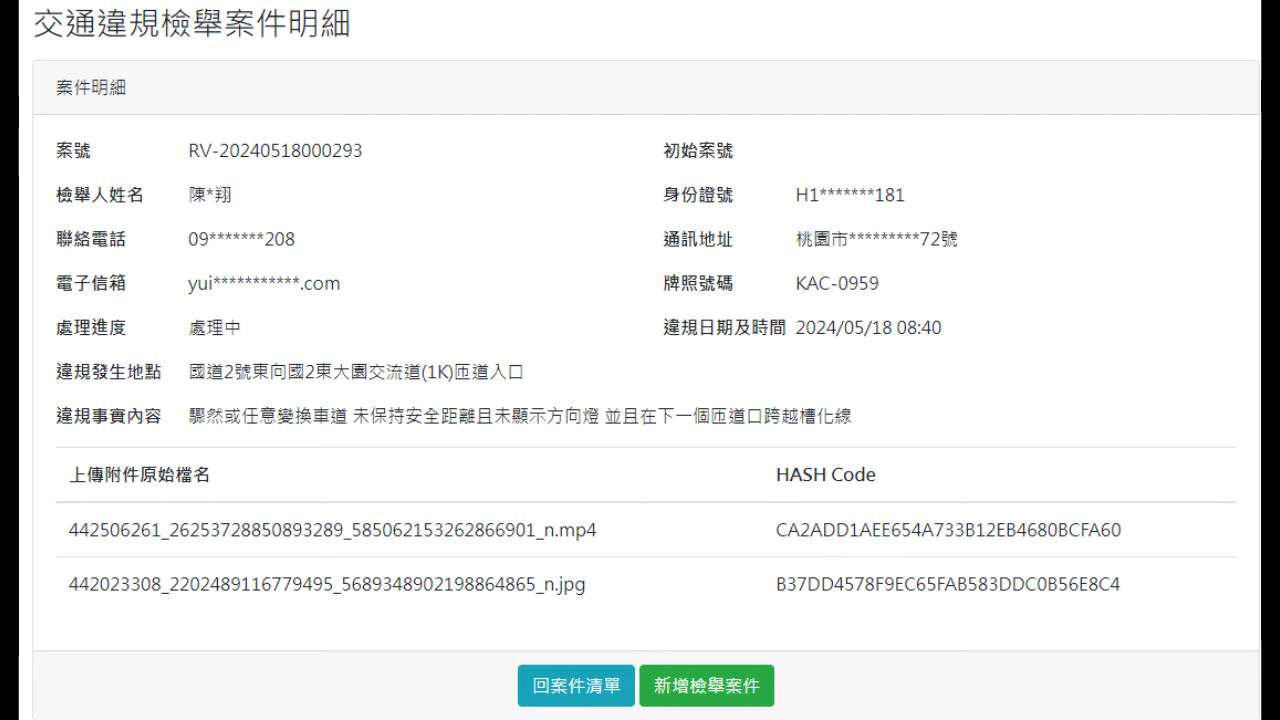 交通違規檢舉案件明細
案件明細
案號 RV-20240518000293 初始案號
檢舉人姓名 陳*翔 身份證號 H1*******181
聯絡電話 09*******208 通訊地址 桃園市*********72號
電子信箱 yui***********.com 牌照號碼 KAC-0959
處理進度 處理中 違規日期及時間 2024/05/18 08:40
違規發生地點 國道2號東向國2東大園交流道(1K)匝道入口
違規事實內容 驟然或任意變換車道 未保持安全距離且未顯示方向燈 並且在下一個匝道口跨越槽化線
上傳附件原始檔名 HASH Code
442506261_26253728850893289_585062153262866901_n.mp4 CA2ADD1AEE654A733B12EB4680BCFA60
442023308_2202489116779495_5689348902198864865_n.jpg B37DD4578F9EC65FAB583DDC0B56E8C4
回案件清單 新增檢舉案件